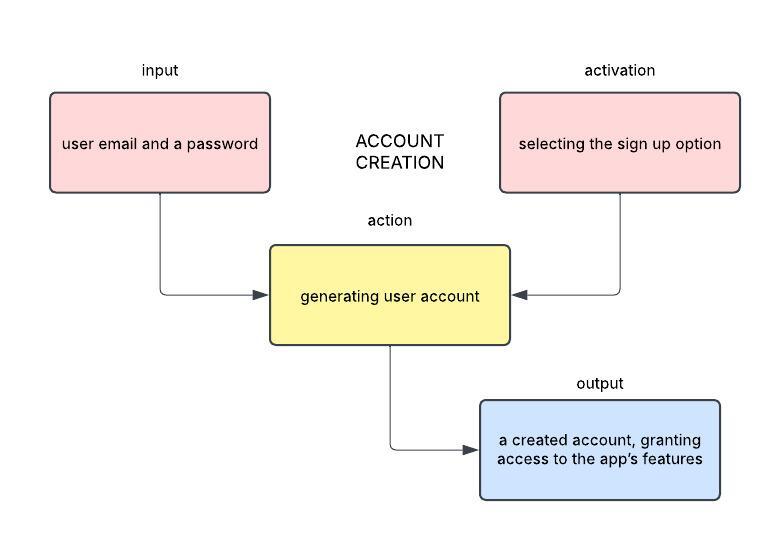 input
activation
user email and a password
ACCOUNT
CREATION
selecting the sign up option
action
generating user account
output
a created account, granting
access to the app’s features